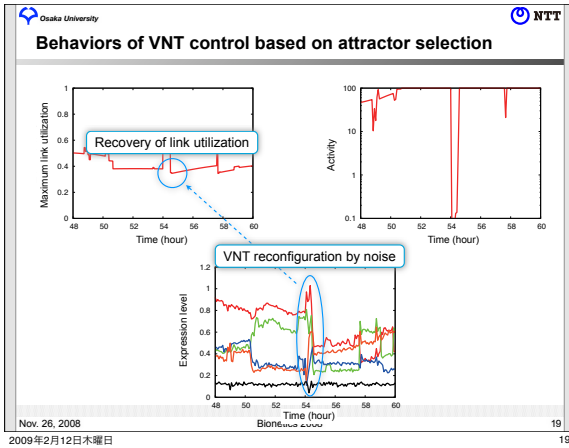 Osaka University
NTT
Behaviors of VNT control based on attractor selection
Maximum link utilization
1
0.8
0.6
0.4
0.2
0
48 50 52 54 56 58 60
Time (hour)
Recovery of link utilization
Activity
100
10
1
0.1
48 50 52 54 56 58 60
Time (hour)
VNT reconfiguration by noise
Expression level
1.2
1
0.8
0.6
0.4
0.2
0
48 50 52 54 56 58 60
Time (hour)
Nov. 26, 2008
Bionetics 2008
19
2009年2月12日木曜日
19